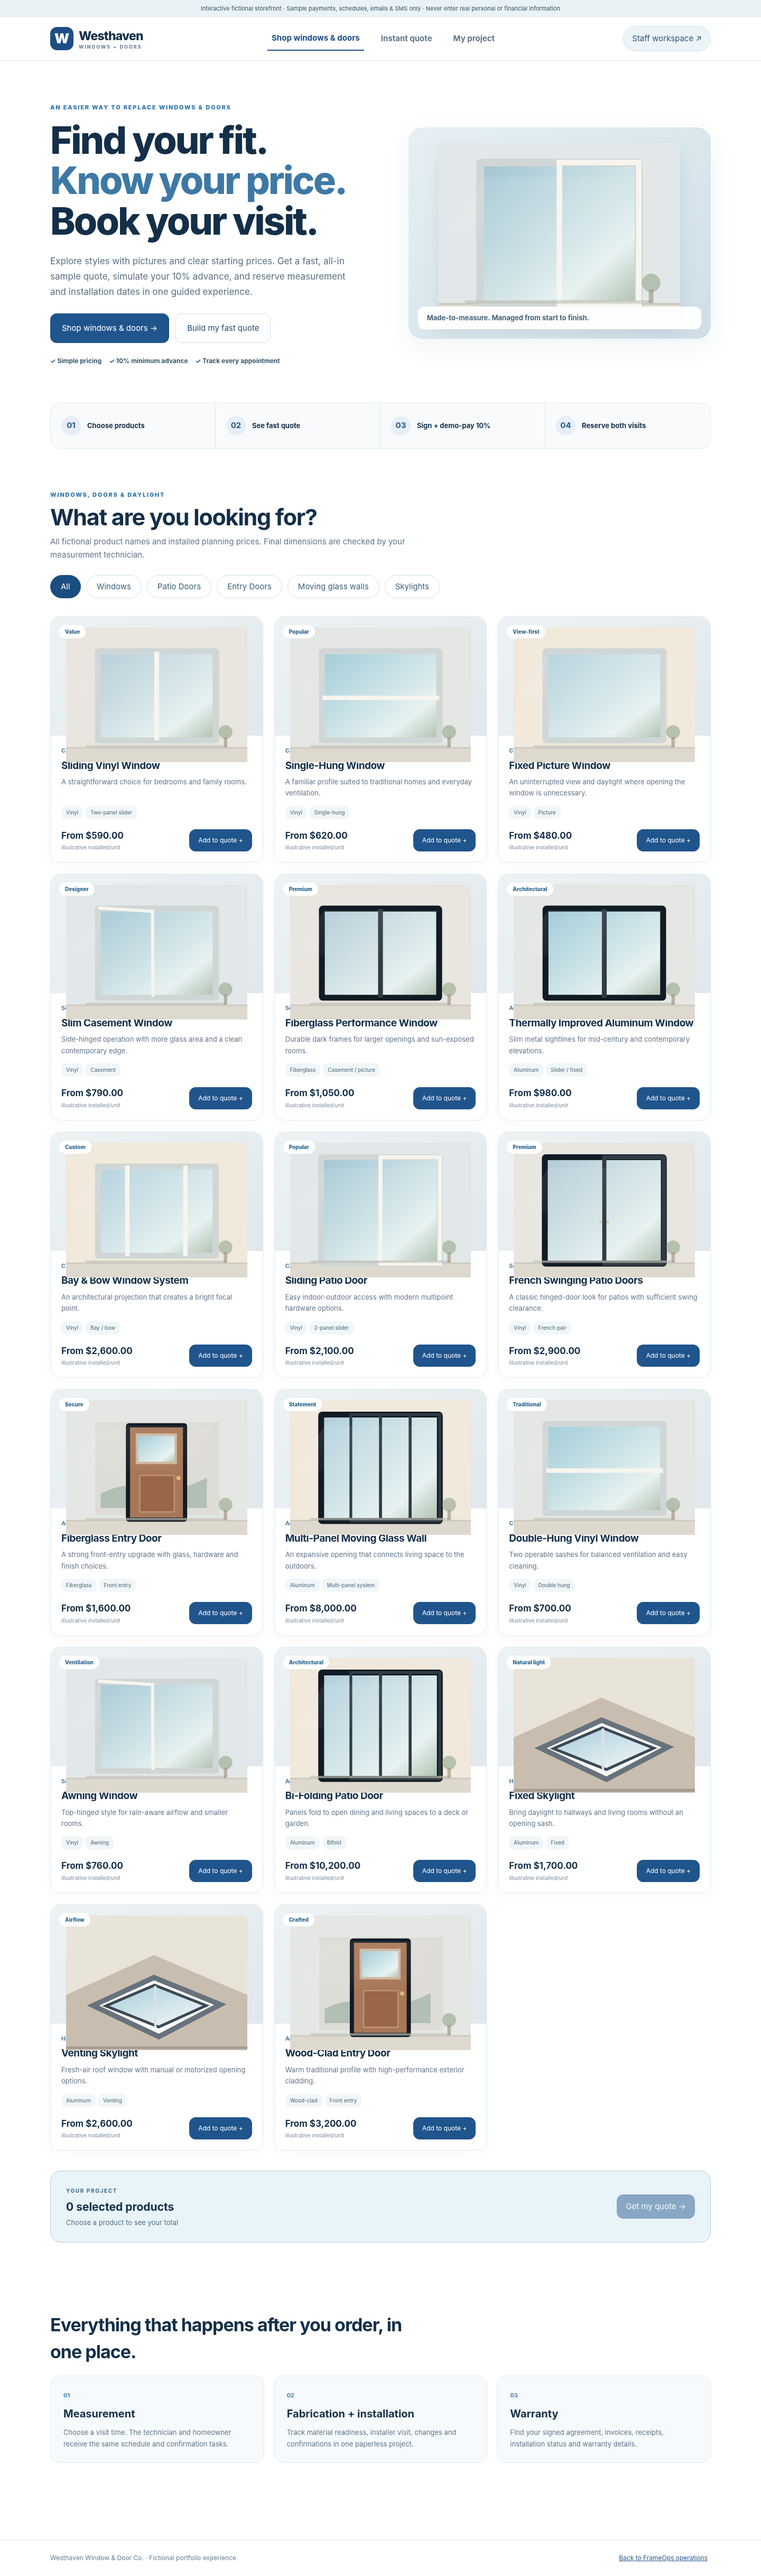 Interactive fictional storefront · Sample payments, schedules, emails & SMS only · Never enter real personal or financial information
W
Westhaven
WINDOWS + DOORS
Shop windows & doors
Instant quote
My project
Staff workspace ↗
AN EASIER WAY TO REPLACE WINDOWS & DOORS
Find your fit.
Know your price.
Book your visit.
Explore styles with pictures and clear starting prices. Get a fast, all-in
sample quote, simulate your 10% advance, and reserve measurement
and installation dates in one guided experience.
Shop windows & doors →
Build my fast quote
✓ Simple pricing ✓ 10% minimum advance ✓ Track every appointment
Made-to-measure. Managed from start to finish.
01 Choose products
02 See fast quote
03 Sign + demo-pay 10%
04 Reserve both visits
WINDOWS, DOORS & DAYLIGHT
What are you looking for?
All fictional product names and installed planning prices. Final dimensions are checked by your
measurement technician.
All
Windows
Patio Doors
Entry Doors
Moving glass walls
Skylights
Value
Sliding Vinyl Window
A straightforward choice for bedrooms and family rooms.
Vinyl
Two-panel slider
From $590.00
illustrative installed/unit
Add to quote +
Popular
Single-Hung Window
A familiar profile suited to traditional homes and everyday
ventilation.
Vinyl
Single-hung
From $620.00
illustrative installed/unit
Add to quote +
View-first
Fixed Picture Window
An uninterrupted view and daylight where opening the
window is unnecessary.
Vinyl
Picture
From $480.00
illustrative installed/unit
Add to quote +
Designer
Slim Casement Window
Side-hinged operation with more glass area and a clean
contemporary edge.
Vinyl
Casement
From $790.00
illustrative installed/unit
Add to quote +
Premium
Fiberglass Performance Window
Durable dark frames for larger openings and sun-exposed
rooms.
Fiberglass
Casement / picture
From $1,050.00
illustrative installed/unit
Add to quote +
Architectural
Thermally Improved Aluminum Window
Slim metal sightlines for mid-century and contemporary
elevations.
Aluminum
Slider / fixed
From $980.00
illustrative installed/unit
Add to quote +
Custom
Bay & Bow Window System
An architectural projection that creates a bright focal
point.
Vinyl
Bay / bow
From $2,600.00
illustrative installed/unit
Add to quote +
Popular
Sliding Patio Door
Easy indoor-outdoor access with modern multipoint
hardware options.
Vinyl
2-panel slider
From $2,100.00
illustrative installed/unit
Add to quote +
Premium
French Swinging Patio Doors
A classic hinged-door look for patios with sufficient swing
clearance.
Vinyl
French pair
From $2,900.00
illustrative installed/unit
Add to quote +
Secure
Fiberglass Entry Door
A strong front-entry upgrade with glass, hardware and
finish choices.
Fiberglass
Front entry
From $1,600.00
illustrative installed/unit
Add to quote +
Statement
Multi-Panel Moving Glass Wall
An expansive opening that connects living space to the
outdoors.
Aluminum
Multi-panel system
From $8,000.00
illustrative installed/unit
Add to quote +
Traditional
Double-Hung Vinyl Window
Two operable sashes for balanced ventilation and easy
cleaning.
Vinyl
Double hung
From $700.00
illustrative installed/unit
Add to quote +
Ventilation
Awning Window
Top-hinged style for rain-aware airflow and smaller
rooms.
Vinyl
Awning
From $760.00
illustrative installed/unit
Add to quote +
Architectural
Bi-Folding Patio Door
Panels fold to open dining and living spaces to a deck or
garden.
Aluminum
Bifold
From $10,200.00
illustrative installed/unit
Add to quote +
Natural light
Fixed Skylight
Bring daylight to hallways and living rooms without an
opening sash.
Aluminum
Fixed
From $1,700.00
illustrative installed/unit
Add to quote +
Airflow
Venting Skylight
Fresh-air roof window with manual or motorized opening
options.
Aluminum
Venting
From $2,600.00
illustrative installed/unit
Add to quote +
Crafted
Wood-Clad Entry Door
Warm traditional profile with high-performance exterior
cladding.
Wood-clad
Front entry
From $3,200.00
illustrative installed/unit
Add to quote +
YOUR PROJECT
0 selected products
Choose a product to see your total
Get my quote →
Everything that happens after you order, in
one place.
01
Measurement
Choose a visit time. The technician and homeowner
receive the same schedule and confirmation tasks.
02
Fabrication + installation
Track material readiness, installer visit, changes and
confirmations in one paperless project.
03
Warranty
Find your signed agreement, invoices, receipts,
installation status and warranty details.
Westhaven Window & Door Co. · Fictional portfolio experience
Back to FrameOps operations